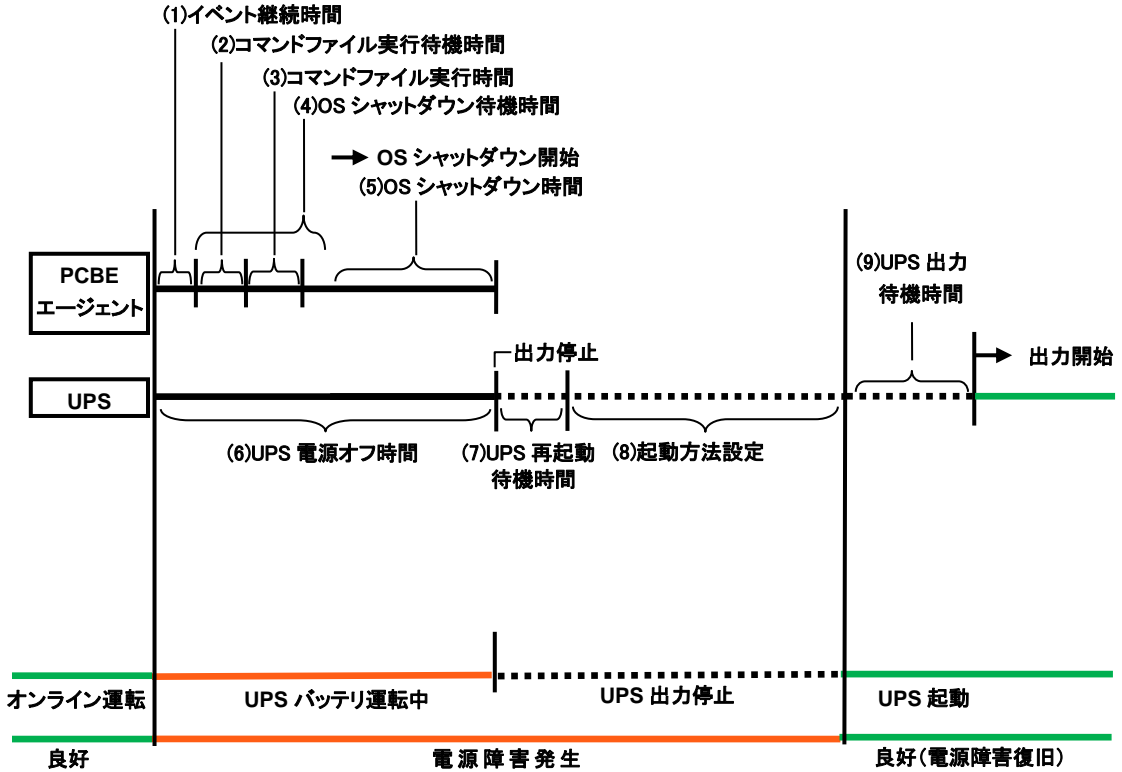 (1)イベント継続時間
(2)コマンドファイル実行待機時間
(3)コマンドファイル実行時間
(4)OS シャットダウン待機時間
OS シャットダウン開始
(5)OS シャットダウン時間
PCBE
エージェント
(9)UPS 出力
待機時間
出力停止
出力開始
UPS
(6)UPS 電源オフ時間
(7)UPS 再起動
待機時間
(8)起動方法設定
オンライン運転
UPS バッテリ運転中
UPS 出力停止
UPS 起動
良好
電源障害発生
良好(電源障害復旧)